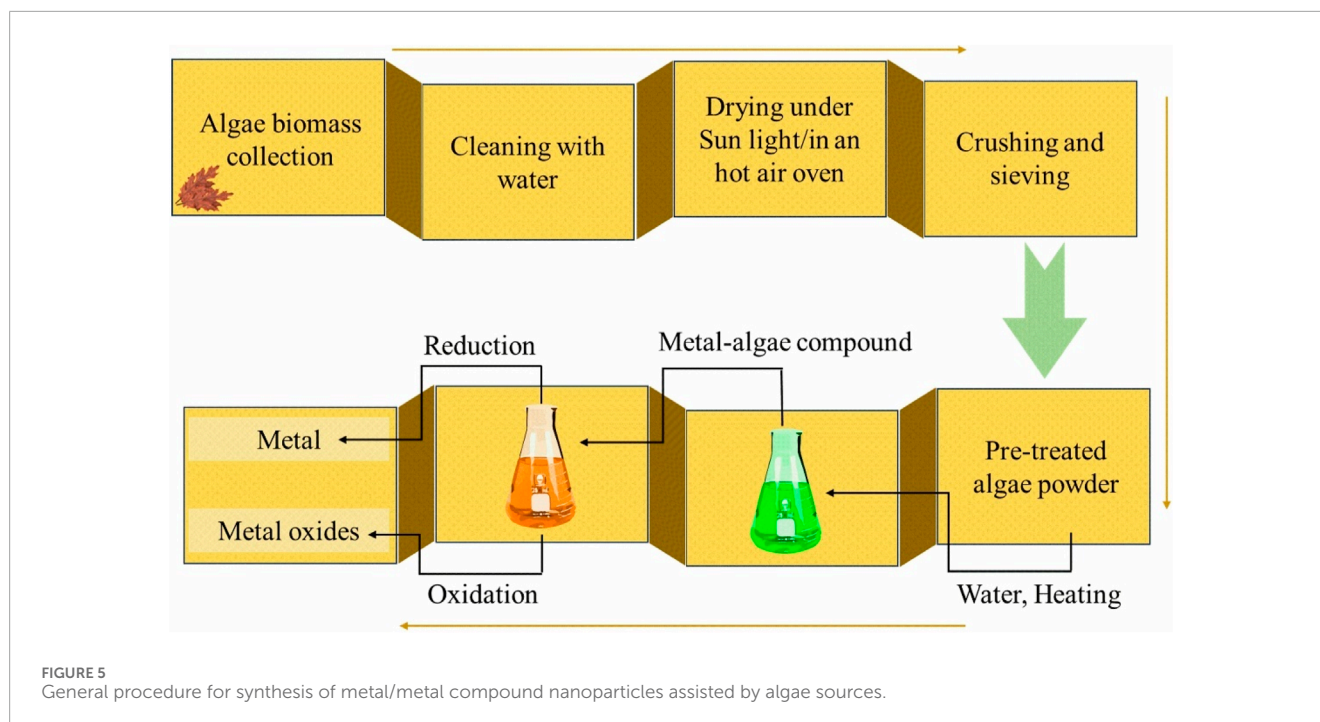 Algae biomass
collection
Cleaning with
water
Drying under
Sun light/in an
hot air oven
Crushing and
sieving
Reduction
Metal-algae compound
Metal
Metal oxides
Pre-treated
algae powder
Oxidation
Water, Heating
FIGURE 5
General procedure for synthesis of metal/metal compound nanoparticles assisted by algae sources.